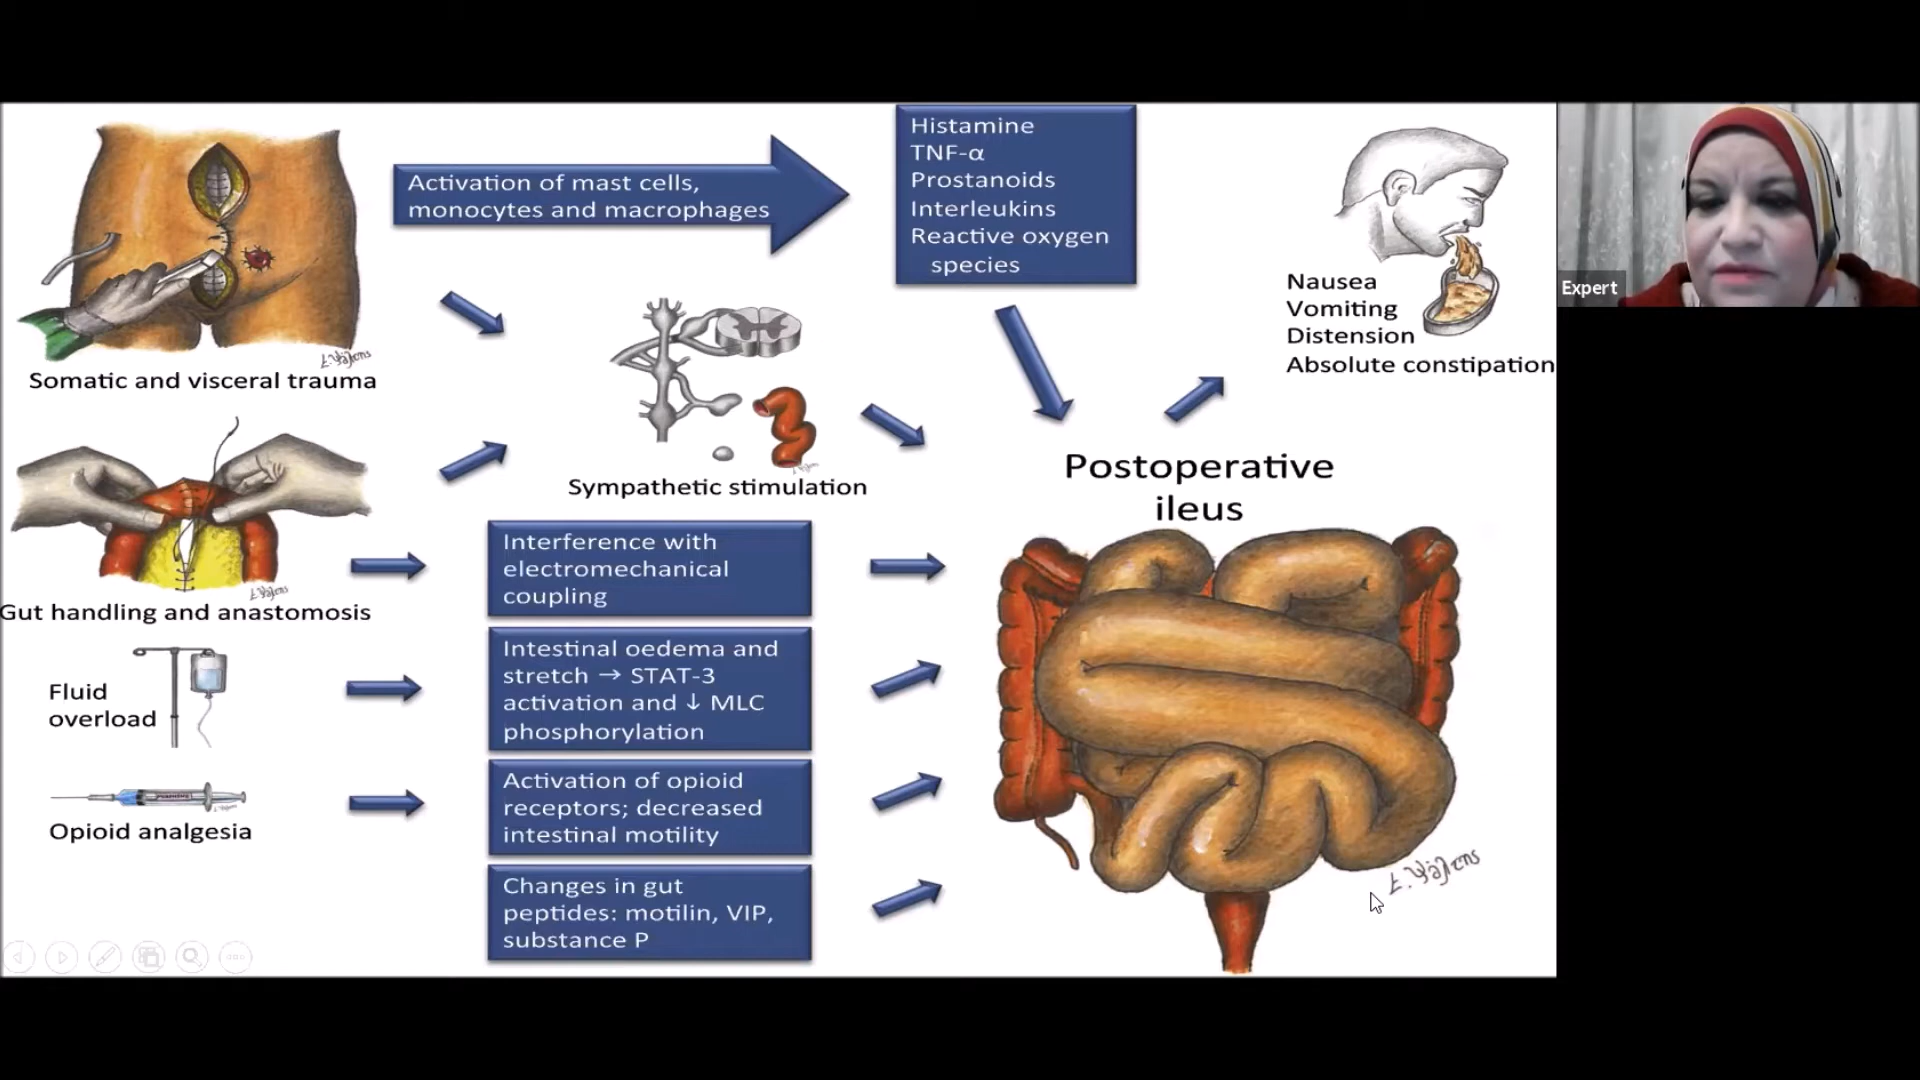 Somatic and visceral trauma
Activation of mast cells,
monocytes and macrophages
Histamine
TNF-α
Prostanoids
Interleukins
Reactive oxygen
species
Nausea
Vomiting
Distension
Absolute constipation
Expert
Gut handling and anastomosis
Sympathetic stimulation
Postoperative
ileus
Interference with
electromechanical
coupling
Fluid
overload
Intestinal oedema and
stretch → STAT-3
activation and ↓ MLC
phosphorylation
Opioid analgesia
Activation of opioid
receptors; decreased
intestinal motility
Changes in gut
peptides: motilin, VIP,
substance P